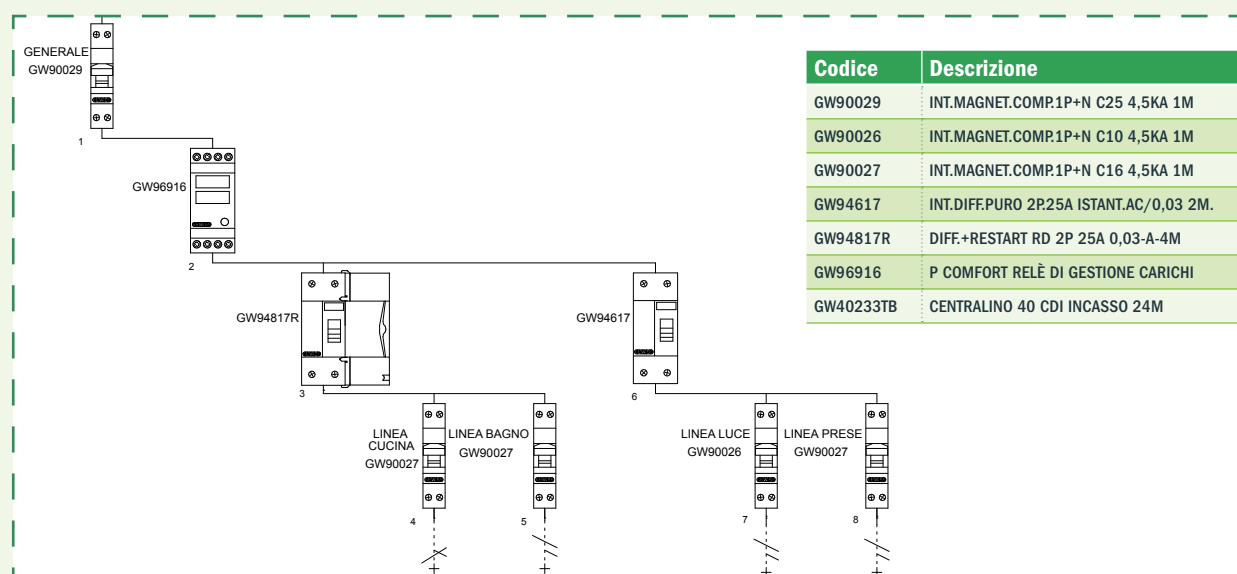 GENERALE
GW90029
1
GW96916
2
GW94817R
3
GW94617
6
LINEA
CUCINA
GW90027
4
LINEA BAGNO
GW90027
5
LINEA LUCE
GW90026
7
LINEA PRESE
GW90027
8
Codice Descrizione
GW90029 INT.MAGNET.COMP.1P+N C25 4,5KA 1M
GW90026 INT.MAGNET.COMP.1P+N C10 4,5KA 1M
GW90027 INT.MAGNET.COMP.1P+N C16 4,5KA 1M
GW94617 INT.DIFF.PURO 2P.25A ISTANT.AC/0,03 2M.
GW94817R DIFF.+RESTART RD 2P 25A 0,03-A-4M
GW96916 P COMFORT RELÈ DI GESTIONE CARICHI
GW40233TB CENTRALINO 40 CDI INCASSO 24M